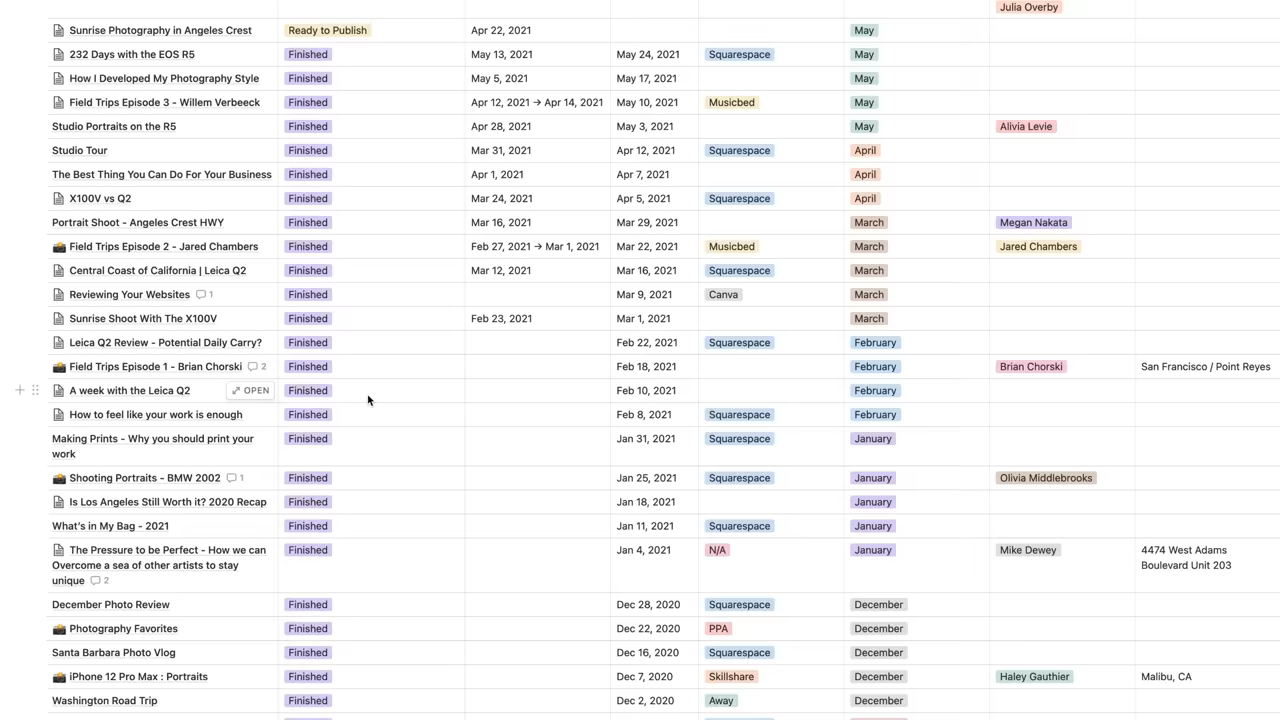 Julia Overby
Sunrise Photography in Angeles Crest Ready to Publish Apr 22, 2021 May
232 Days with the EOS R5 Finished May 13, 2021 May 24, 2021 Squarespace May
How I Developed My Photography Style Finished May 5, 2021 May 17, 2021 May
Field Trips Episode 3 - Willem Verbeeck Finished Apr 12, 2021 → Apr 14, 2021 May 10, 2021 Musicbed May
Studio Portraits on the R5 Finished Apr 28, 2021 May 3, 2021 May Alivia Levie
Studio Tour Finished Mar 31, 2021 Apr 12, 2021 Squarespace April
The Best Thing You Can Do For Your Business Finished Apr 1, 2021 Apr 7, 2021 April
X100V vs Q2 Finished Mar 24, 2021 Apr 5, 2021 Squarespace April
Portrait Shoot - Angeles Crest HWY Finished Mar 16, 2021 Mar 29, 2021 March Megan Nakata
Field Trips Episode 2 - Jared Chambers Finished Feb 27, 2021 → Mar 1, 2021 Mar 22, 2021 Musicbed March Jared Chambers
Central Coast of California | Leica Q2 Finished Mar 12, 2021 Mar 16, 2021 Squarespace March
Reviewing Your Websites 1 Finished Mar 9, 2021 Canva March
Sunrise Shoot With The X100V Finished Feb 23, 2021 Mar 1, 2021 March
Leica Q2 Review - Potential Daily Carry? Finished Feb 22, 2021 Squarespace February
Field Trips Episode 1 - Brian Chorski 2 Finished Feb 18, 2021 February Brian Chorski San Francisco / Point Reyes
A week with the Leica Q2 OPEN Finished Feb 10, 2021 February
How to feel like your work is enough Finished Feb 8, 2021 Squarespace February
Making Prints - Why you should print your Finished Jan 31, 2021 Squarespace January
work
Shooting Portraits - BMW 2002 1 Finished Jan 25, 2021 Squarespace January Olivia Middlebrooks
Is Los Angeles Still Worth it? 2020 Recap Finished Jan 18, 2021 January
What's in My Bag - 2021 Finished Jan 11, 2021 Squarespace January
The Pressure to be Perfect - How we can Finished Jan 4, 2021 N/A January Mike Dewey 4474 West Adams
Overcome a sea of other artists to stay Boulevard Unit 203
unique 2
December Photo Review Finished Dec 28, 2020 Squarespace December
Photography Favorites Finished Dec 22, 2020 PPA December
Santa Barbara Photo Vlog Finished Dec 16, 2020 Squarespace December
iPhone 12 Pro Max : Portraits Finished Dec 7, 2020 Skillshare December Haley Gauthier Malibu, CA
Washington Road Trip Finished Dec 2, 2020 Away December